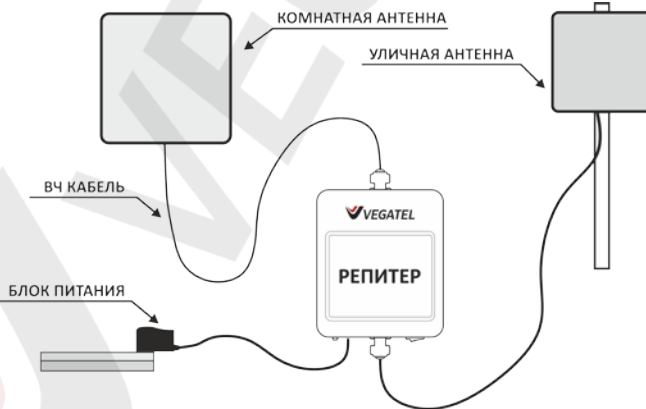 КОМНАТНАЯ АНТЕННА
УЛИЧНАЯ АНТЕННА
ВЧ КАБЕЛЬ
VEGATEL
РЕПИТЕР
БЛОК ПИТАНИЯ